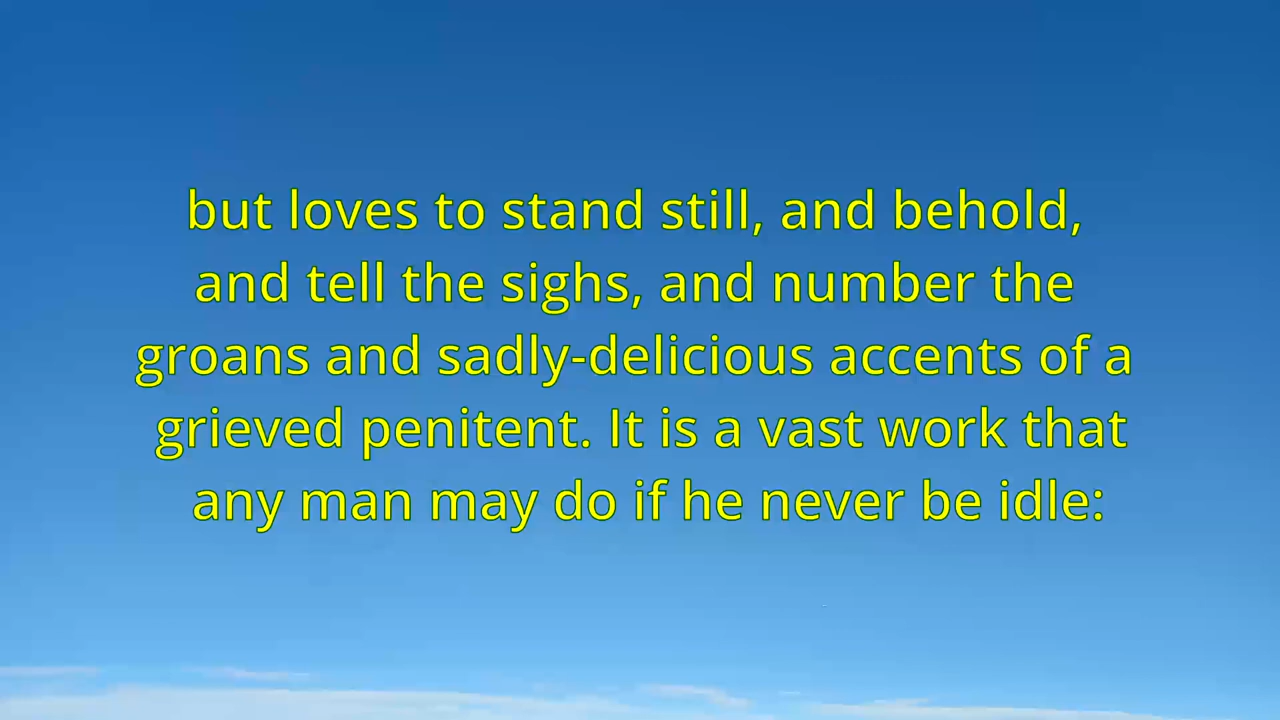 but loves to stand still, and behold,
and tell the sighs, and number the
groans and sadly-delicious accents of a
grieved penitent. It is a vast work that
any man may do if he never be idle: